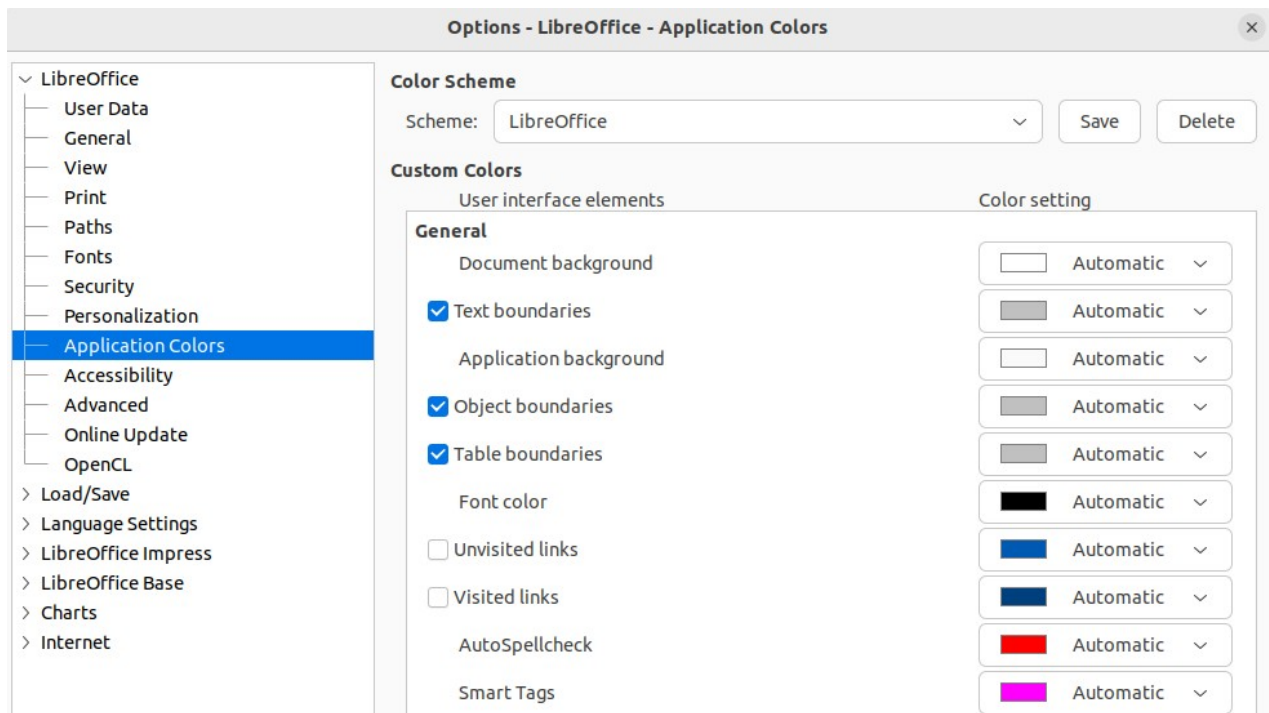 Options - LibreOffice - Application Colors
LibreOffice
User Data
General
View
Print
Paths
Fonts
Security
Personalization
Application Colors
Accessibility
Advanced
Online Update
OpenCL
Load/Save
Language Settings
LibreOffice Impress
LibreOffice Base
Charts
Internet
Color Scheme
Scheme: LibreOffice Save Delete
Custom Colors
User interface elements Color setting
General
Document background Automatic
Text boundaries Automatic
Application background Automatic
Object boundaries Automatic
Table boundaries Automatic
Font color Automatic
Unvisited links Automatic
Visited links Automatic
AutoSpellcheck Automatic
Smart Tags Automatic